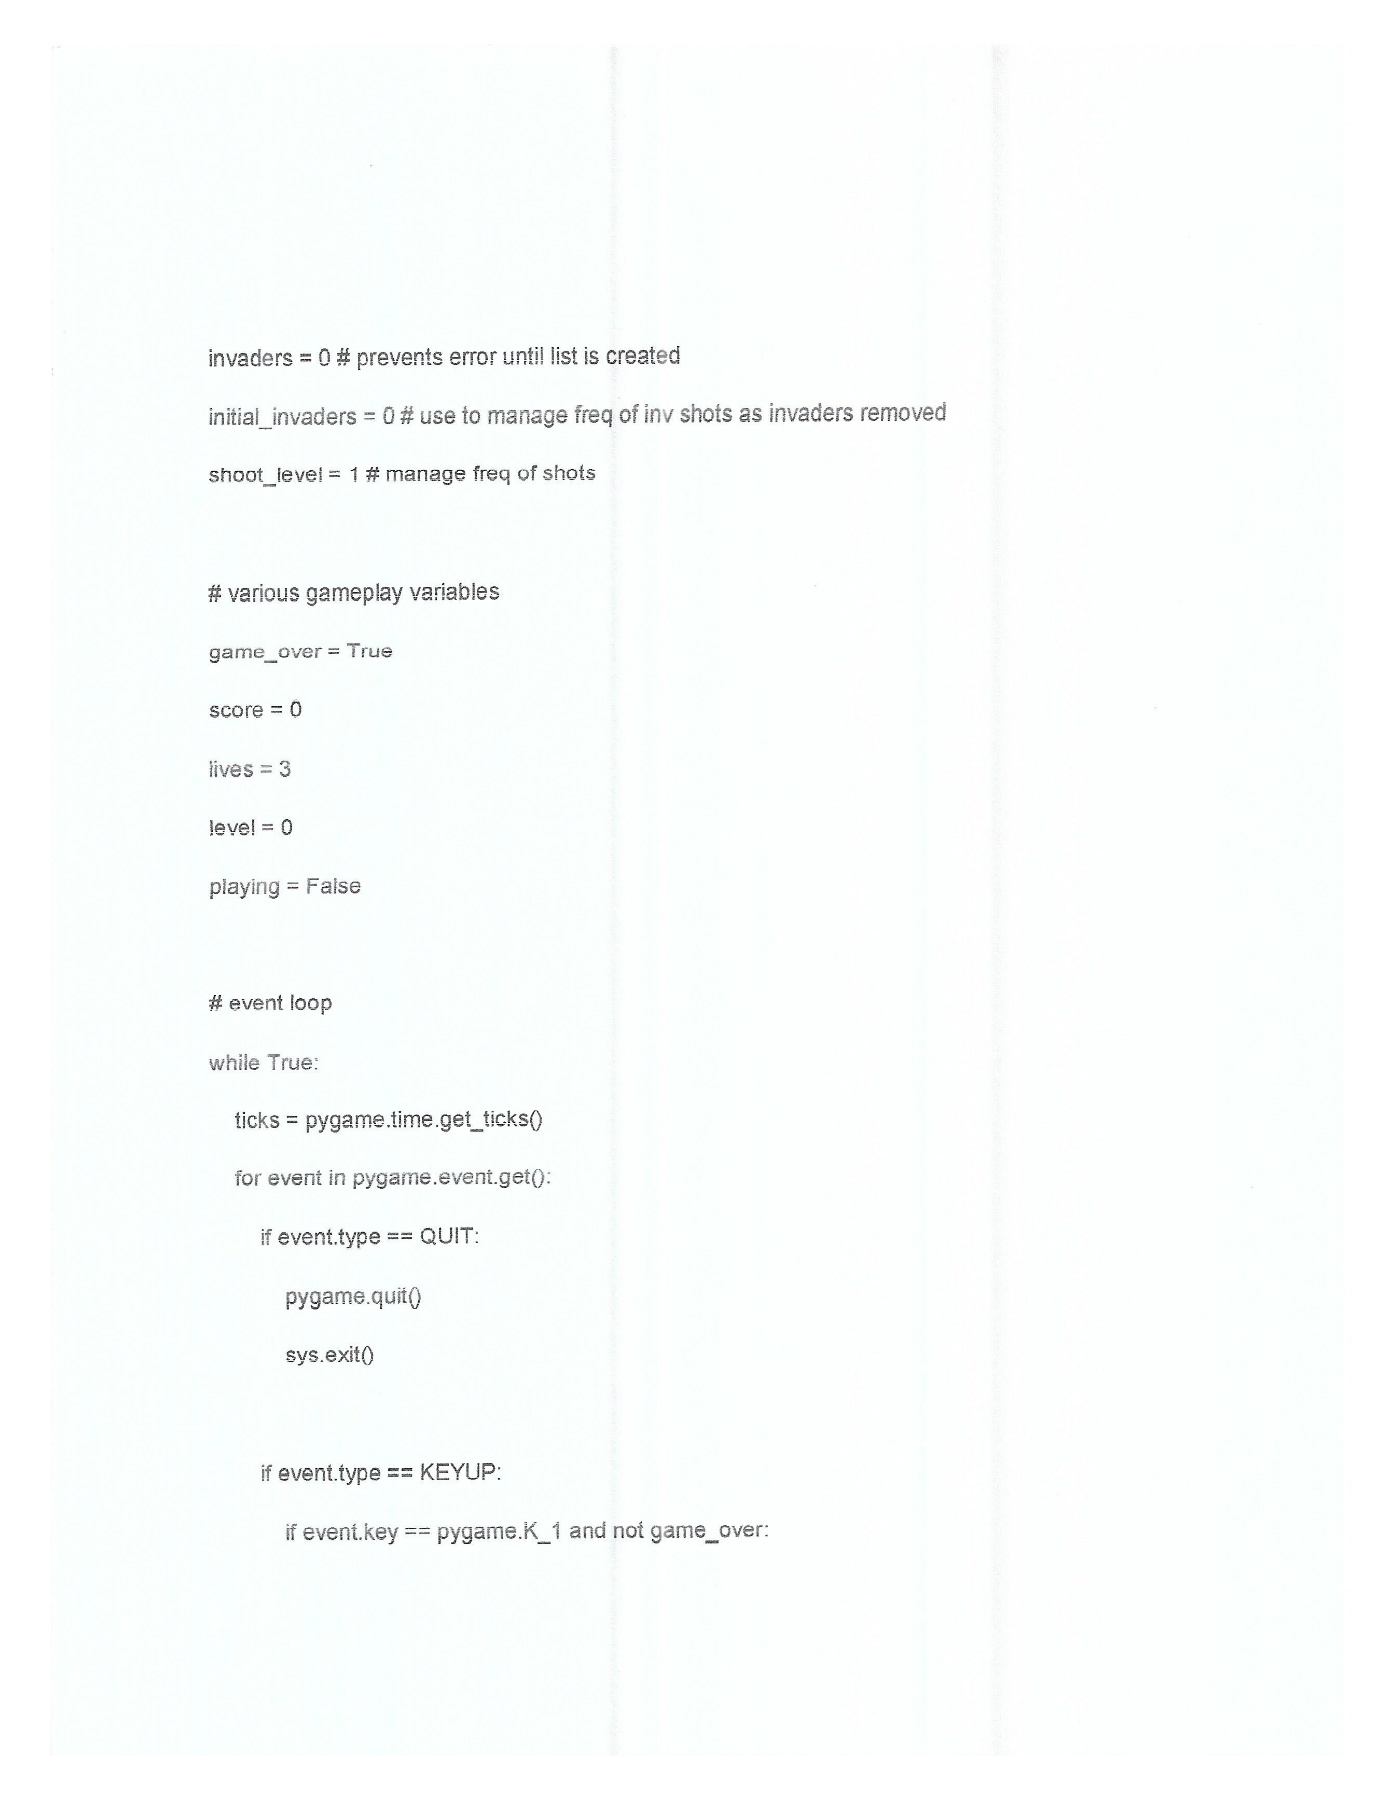 invaders = 0 # prevents error until list is created
initial_invaders = 0 # use to manage freq of inv shots as invaders removed
shoot_level = 1 # manage freq of shots
# various gameplay variables
game_over = True
score = 0
lives = 3
level = 0
playing = False
# event loop
while True:
ticks = pygame.time.get_ticks()
for event in pygame.event.get():
if event.type == QUIT:
pygame.quit()
sys.exit()
if event.type == KEYUP:
if event.key == pygame.K_1 and not game_over: